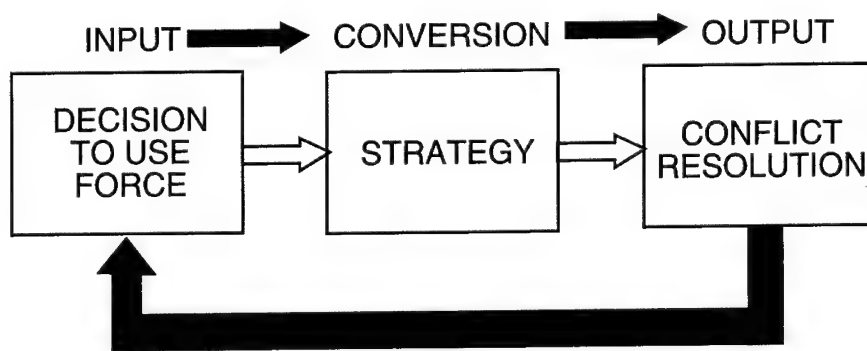 INPUT CONVERSION OUTPUT
DECISION
TO USE
FORCE
STRATEGY
CONFLICT
RESOLUTION